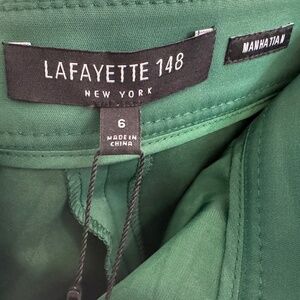 LAFAYETTE 148
NEW YORK
MANHATTAN
6
MADE IN
CHINA